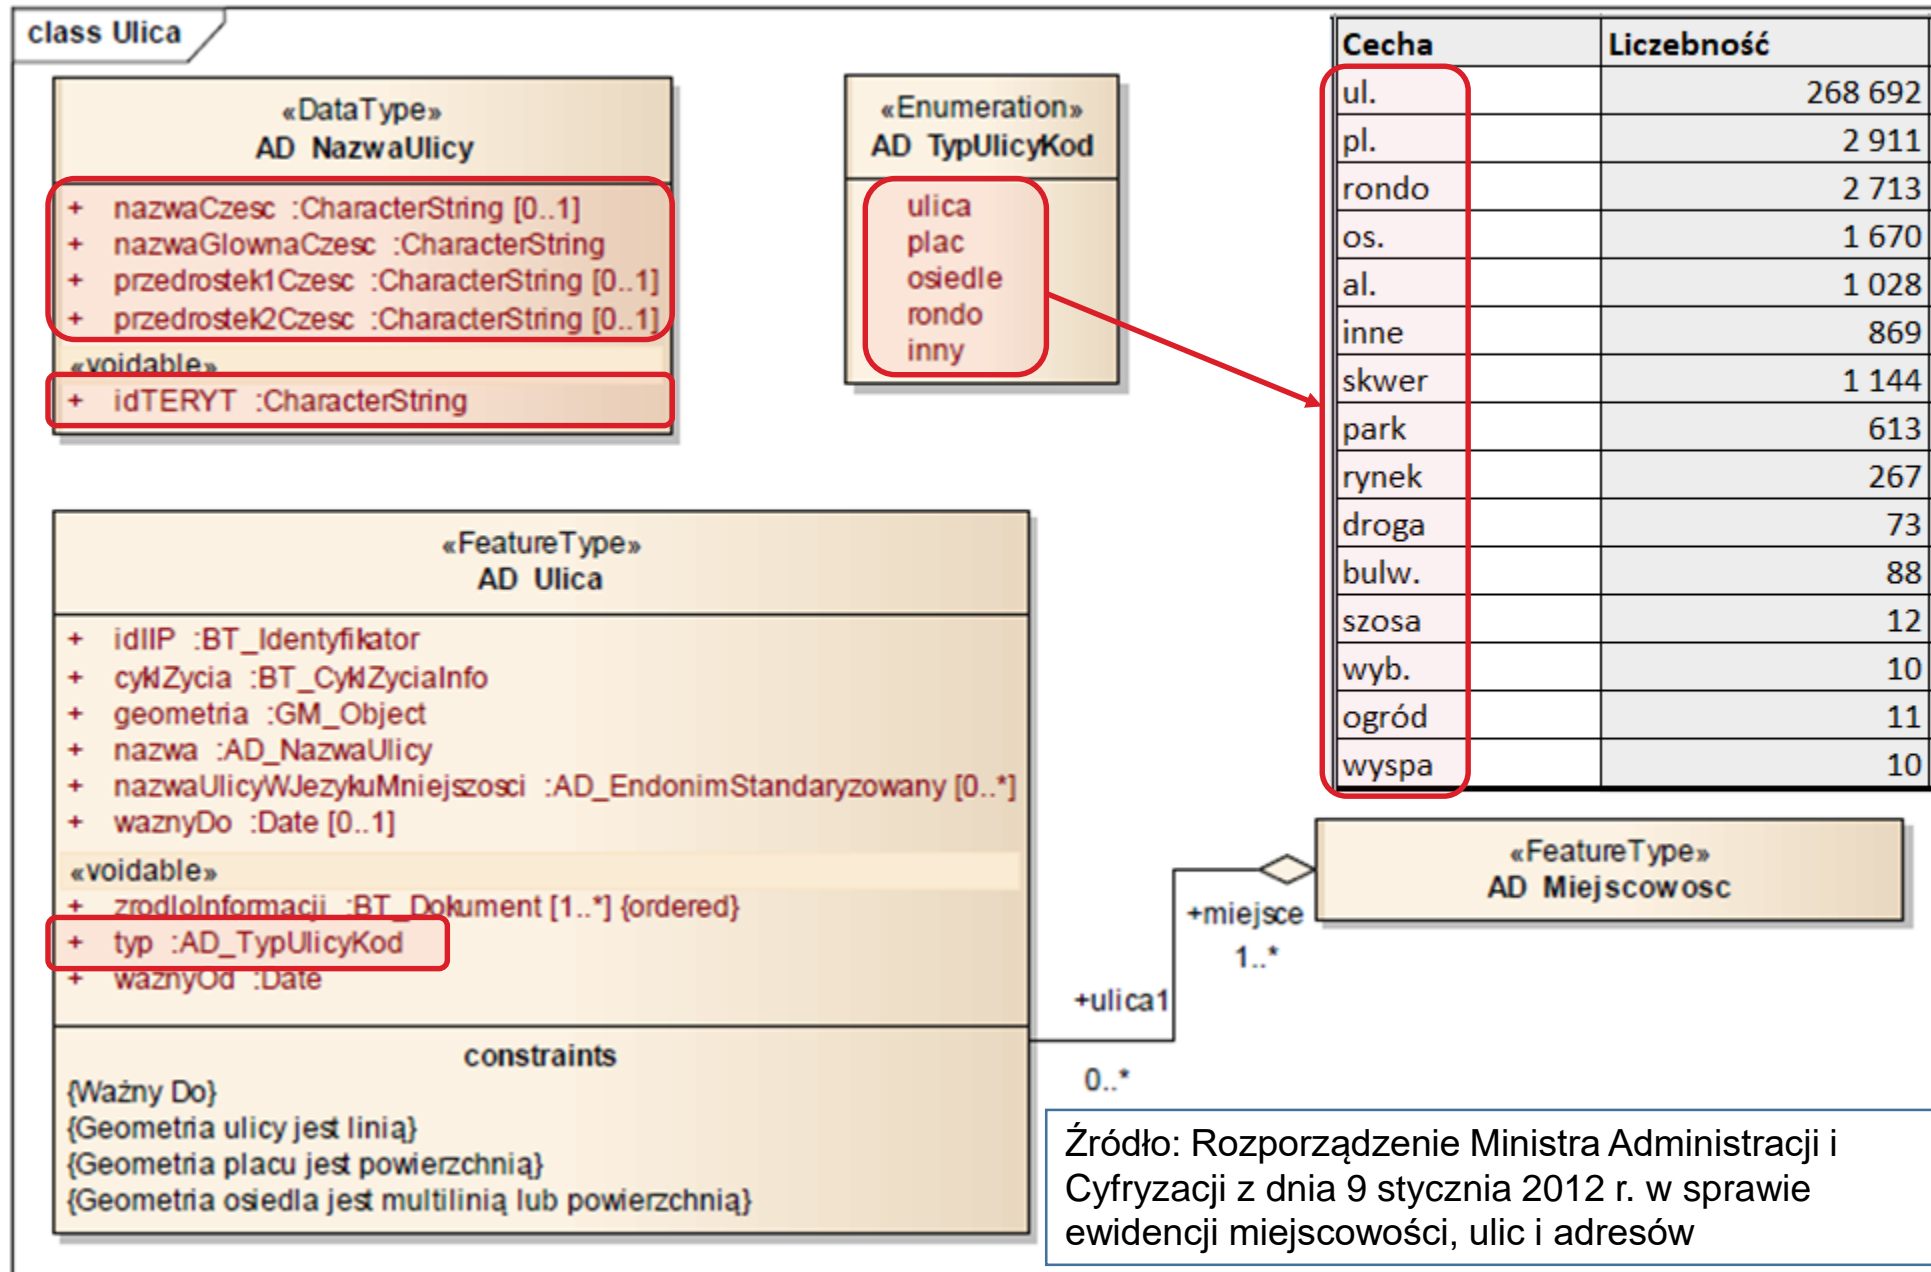 class Ulica
«DataType»
AD_NazwaUlicy
+ nazwaCzesc :CharacterString [0..1]
+ nazwaGlownaCzesc :CharacterString
+ przedrostek1Czesc :CharacterString [0..1]
+ przedrostek2Czesc :CharacterString [0..1]
«voidable»
+ idTERYT :CharacterString
«Enumeration»
AD_TypUlicyKod
ulica
plac
osiedle
rondo
inny
Cecha Liczebność
ul. 268 692
pl. 2 911
rondo 2 713
os. 1 670
al. 1 028
inne 869
skwer 1 144
park 613
rynek 267
droga 73
bulw. 88
szosa 12
wyb. 10
ogród 11
wyspa 10
«FeatureType»
AD_Ulica
+ idIIP :BT_Identyfikator
+ cyklZycia :BT_CyklZyciaInfo
+ geometria :GM_Object
+ nazwa :AD_NazwaUlicy
+ nazwaUlicyWJezykuMniejszosci :AD_EndonimStandaryzowany [0..*]
+ waznyDo :Date [0..1]
«voidable»
+ zrodloInformacji :BT_Dokument [1..*] {ordered}
+ typ :AD_TypUlicyKod
+ waznyOd :Date
constraints
{Ważny Do}
{Geometria ulicy jest linią}
{Geometria placu jest powierzchnią}
{Geometria osiedla jest multilinią lub powierzchnią}
«FeatureType»
AD_Miejscowosc
+miejsce
1..*
+ulica1
0..*
Źródło: Rozporządzenie Ministra Administracji i
Cyfryzacji z dnia 9 stycznia 2012 r. w sprawie
ewidencji miejscowości, ulic i adresów